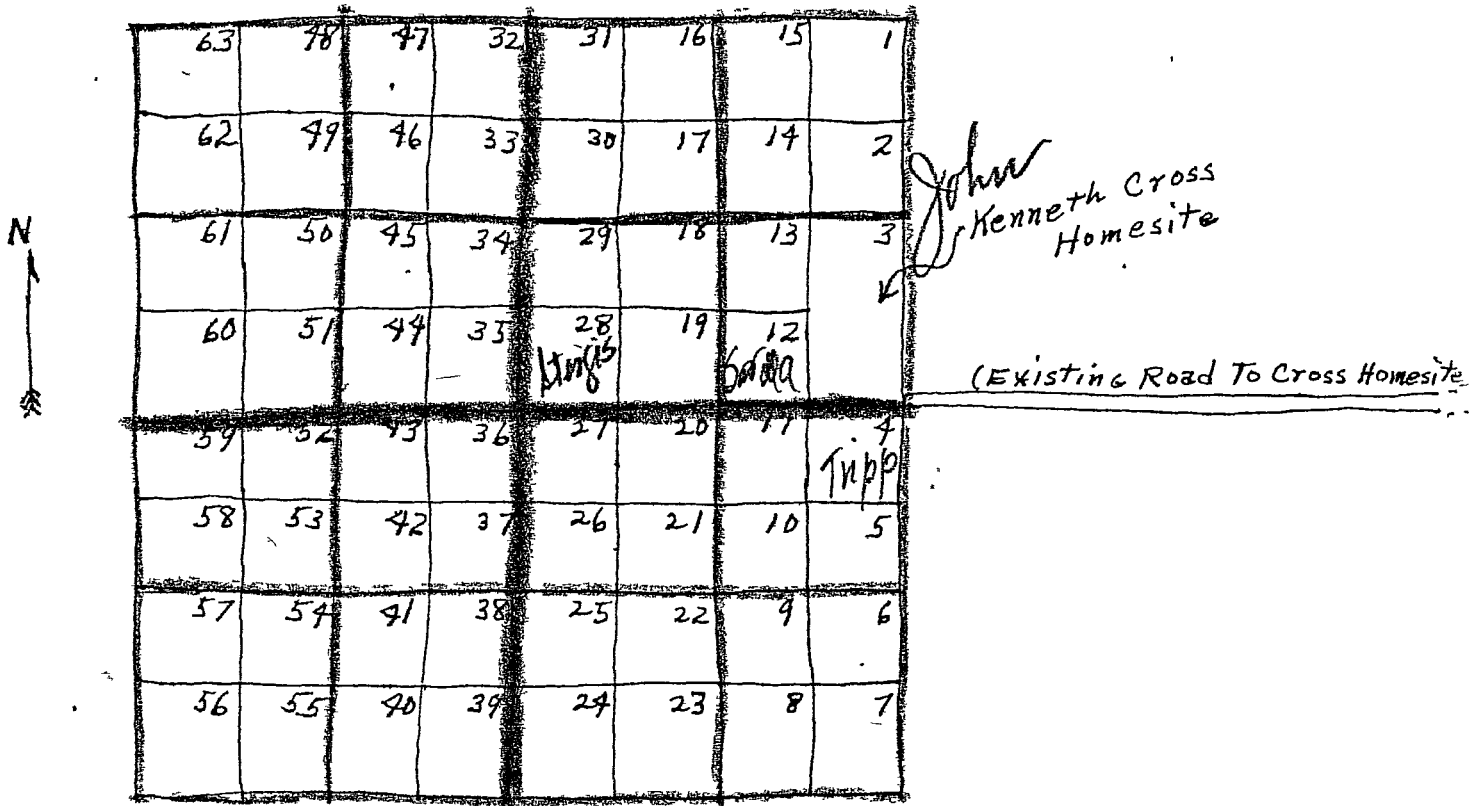 63 48 47 32 31 16 15 1
62 49 46 33 30 17 14 2
John
Kenneth Cross
Homesite
N
61 50 45 34 29 18 13 3
60 51 44 35 28 19 12
(Existing Road To Cross Homesite
59 52 43 36 27 20 11 4
Tripp
58 53 42 37 26 21 10 5
57 54 41 38 25 22 9 6
56 55 40 39 24 23 8 7